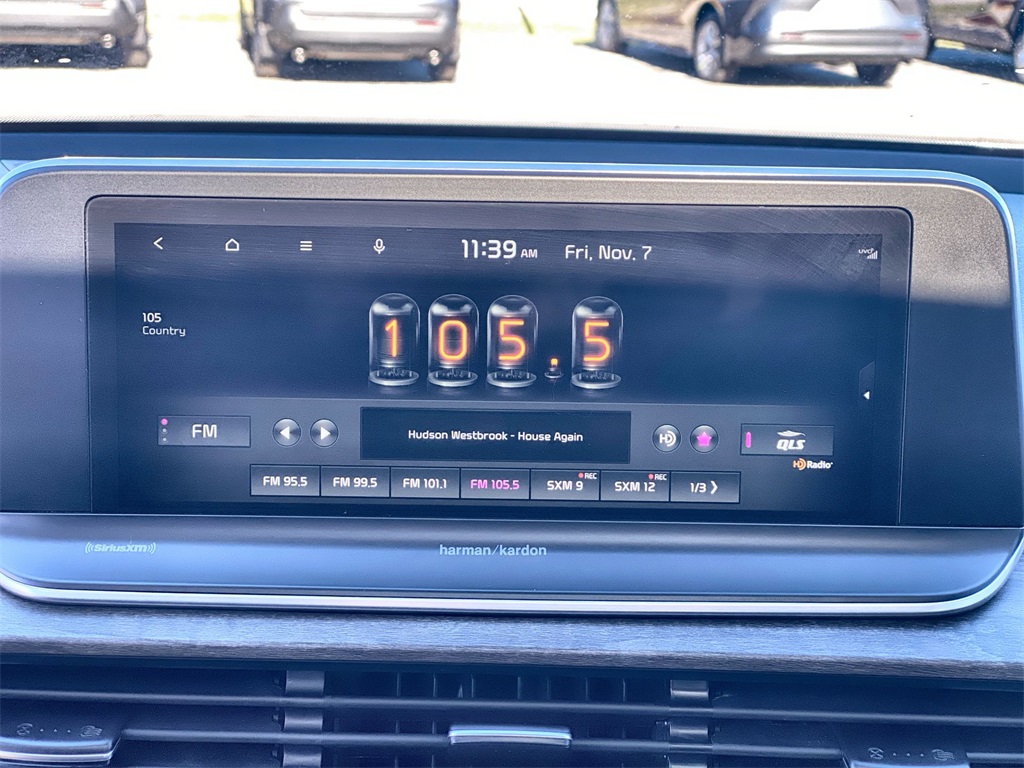 11:39 AM Fri, Nov. 7
UVO
105
Country
105.5
FM
Hudson Westbrook - House Again
HD
QLS
HD Radio
FM 95.5 FM 99.5 FM 101.1 FM 105.5 SXM 9 REC SXM 12 REC 1/3
((SiriusXM))
harman/kardon